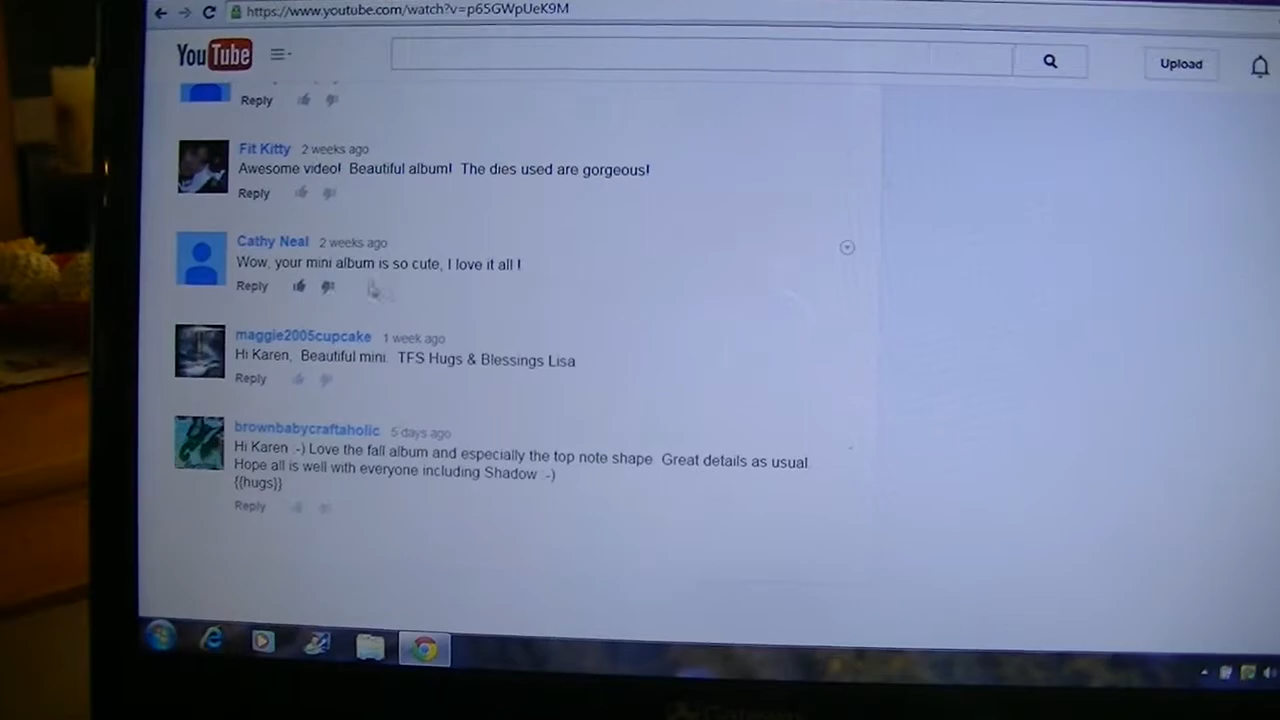 https://www.youtube.com/watch?v=p65GWpUeK9M
YouTube
Upload
Reply
Fit Kitty 2 weeks ago
Awesome video! Beautiful album! The dies used are gorgeous!
Reply
Cathy Neal 2 weeks ago
Wow, your mini album is so cute, I love it all !
Reply
maggie2005cupcake 1 week ago
Hi Karen, Beautiful mini. TFS Hugs & Blessings Lisa
Reply
brownbabycraftaholic 5 days ago
Hi Karen :-) Love the fall album and especially the top note shape. Great details as usual.
Hope all is well with everyone including Shadow :-)
{{hugs}}
Reply